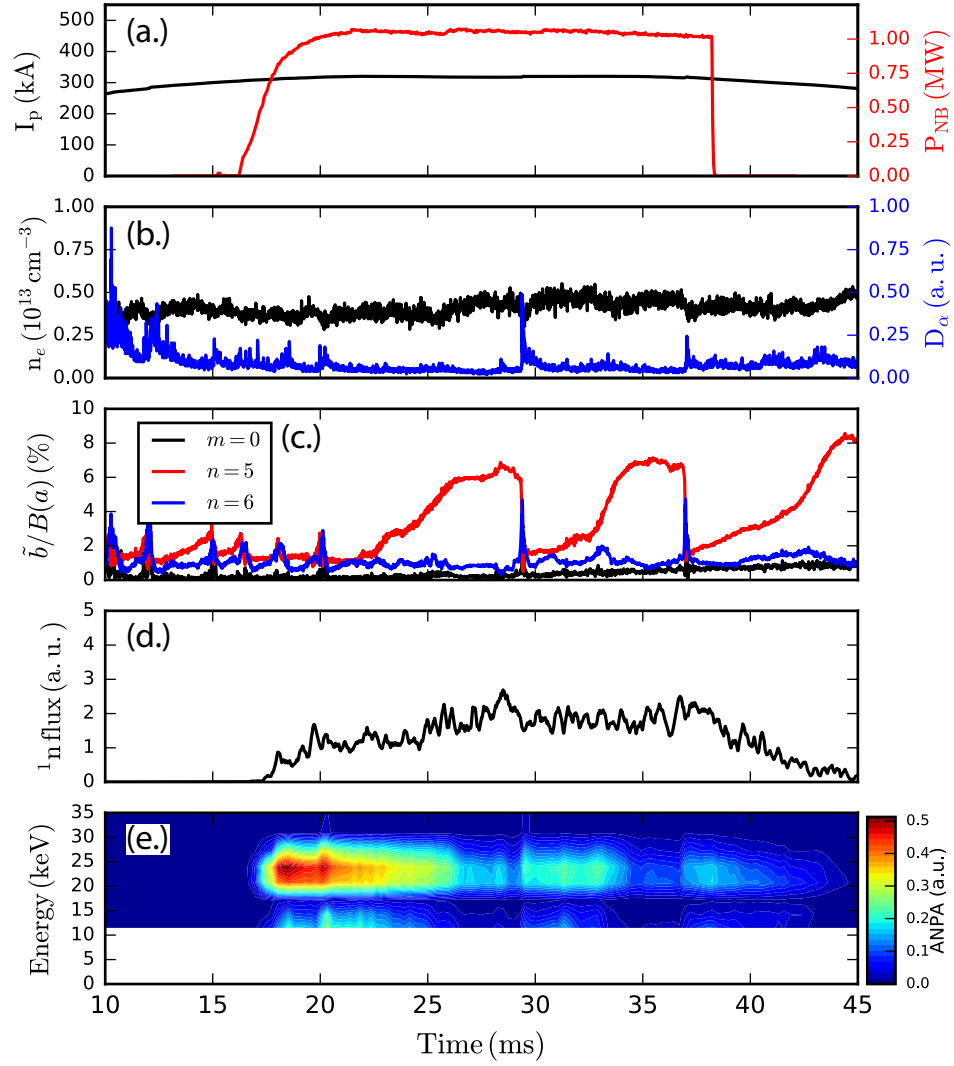 (a.)
550
500
400
300
200
100
0
I_p (kA)
1.00
0.75
0.50
0.25
0.00
P_NB (MW)
(b.)
1.00
0.75
0.50
0.25
0.00
n_e (10^13 cm^−3)
1.00
0.75
0.50
0.25
0.00
D_α (a. u.)
(c.)
10
8
6
4
2
0
b̃/B(a) (%)
m = 0
n = 5
n = 6
(d.)
5
4
3
2
1
0
^1n flux (a. u.)
(e.)
35
30
25
20
15
10
5
0
Energy (keV)
0.5
0.4
0.3
0.2
0.1
0.0
ANPA (a.u.)
10 15 20 25 30 35 40 45
Time (ms)